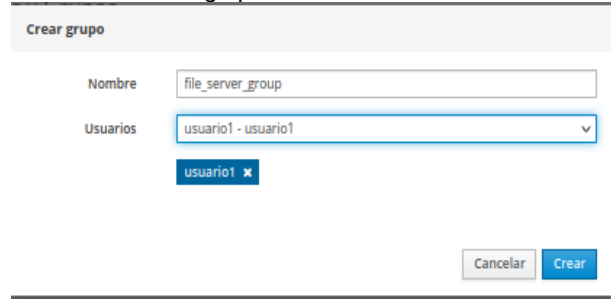 Crear grupo
Nombre file_server_group
Usuarios usuario1 - usuario1
usuario1 ×
Cancelar Crear